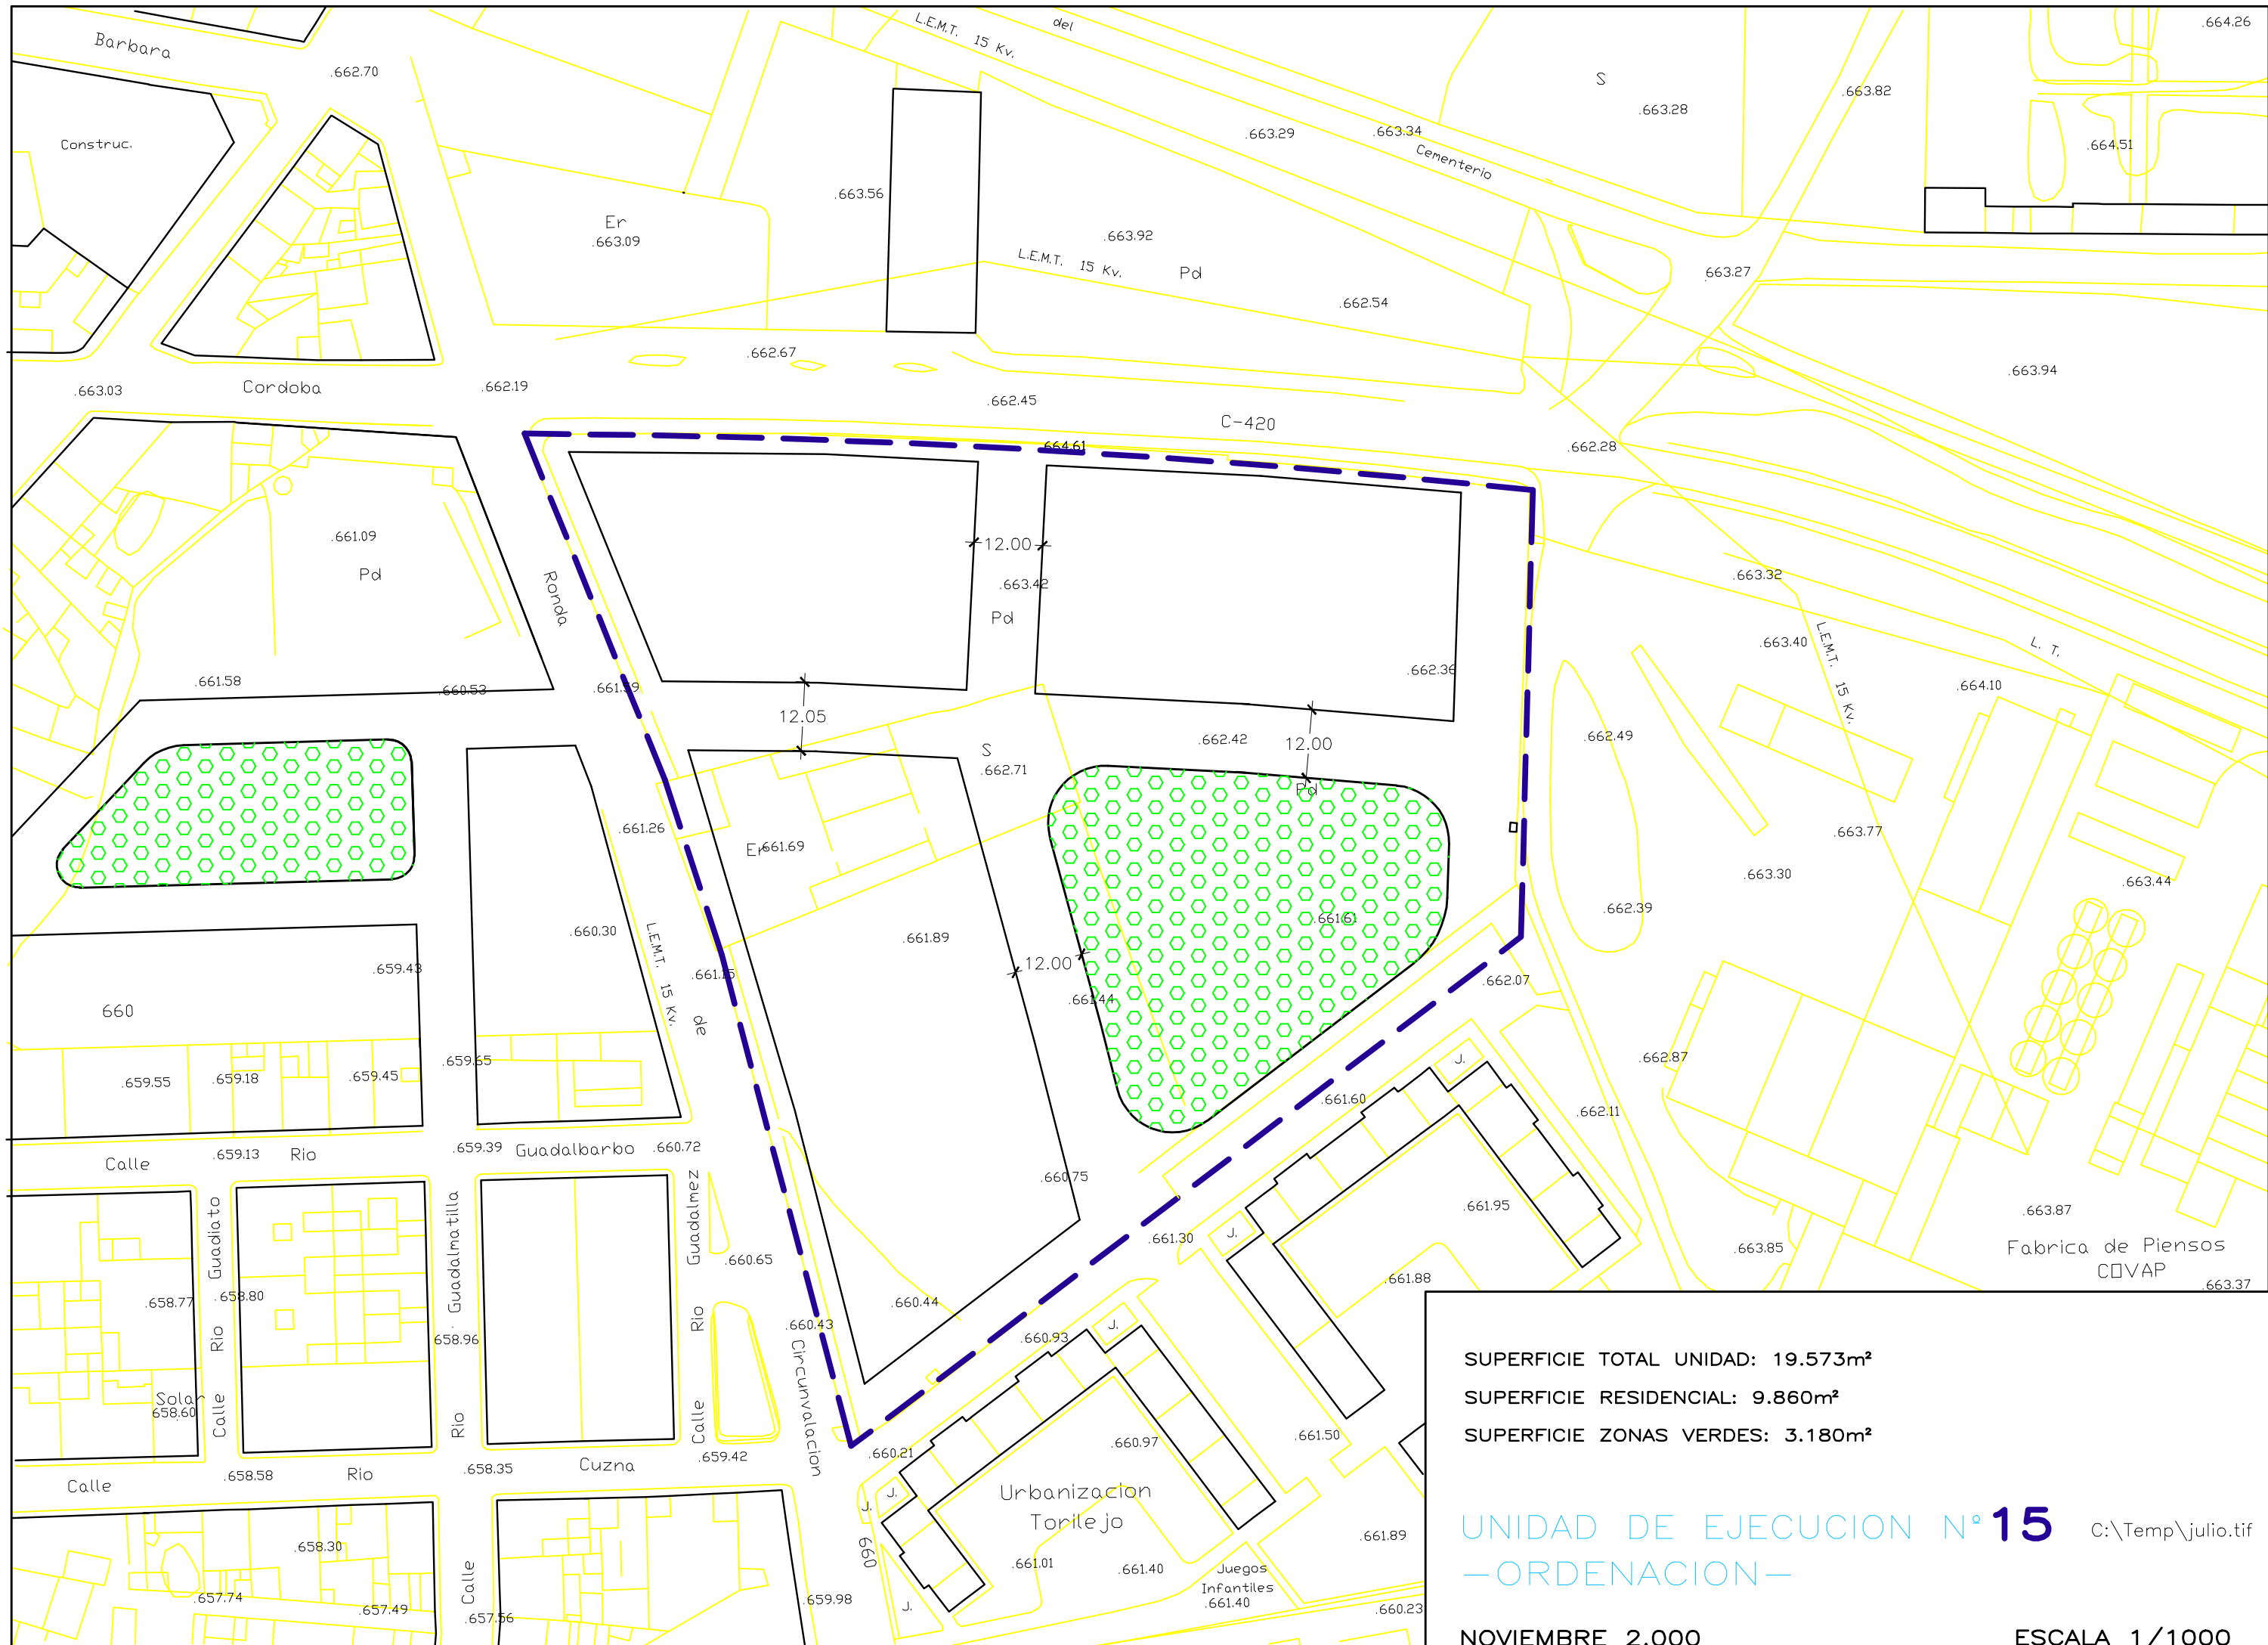 Barbara
.662.70
L.E.M.T. 15 Kv.
del
S
.663.28
.663.82
.664.26
Construc.
.663.29
.663.34
Cementerio
.664.51
.663.56
Er
.663.09
.663.92
L.E.M.T. 15 Kv.
Pd
.662.54
.663.27
.662.67
.663.03
Cordoba
.662.19
.662.45
C-420
.663.94
.664.61
.662.28
.661.09
Pd
Ronda
12.00
.663.42
Pd
.663.32
.663.40
L.E.M.T. 15 Kv.
L. T.
.661.58
.660.53
.661.59
.662.36
.664.10
12.05
S
.662.71
.662.42
12.00
Pd
.662.49
.661.26
Er
.661.69
.663.77
.663.30
.663.44
.660.30
L.E.M.T. 15 Kv.
.661.89
.661.61
.662.39
.659.43
.661.15
12.00
.661.44
.662.07
660
de
.659.55
.659.18
.659.45
.659.65
J.
.662.87
.661.60
.662.11
Calle
.659.13
Rio
.659.39
Guadalbarbo
.660.72
.660.75
.661.95
.663.87
Calle Rio Guadiato
Rio Guadalmatilla
Calle Rio Guadalmez
.660.65
J.
.661.30
.663.85
Fabrica de Piensos
COVAP
.663.37
.658.77
.658.80
.658.96
.660.44
.661.88
.660.43
Circunvalacion
.660.93
J.
Solar
.658.60
.660.21
.660.97
.661.50
Calle
.658.58
Rio
.658.35
Cuzna
.659.42
J.
J.
Urbanizacion
Torilejo
660
.661.89
.658.30
.661.01
.661.40
Juegos
Infantiles
.661.40
.657.74
.657.49
Calle
.657.56
.659.98
J.
.660.23
SUPERFICIE TOTAL UNIDAD: 19.573m²
SUPERFICIE RESIDENCIAL: 9.860m²
SUPERFICIE ZONAS VERDES: 3.180m²
UNIDAD DE EJECUCION Nº 15
C:\Temp\julio.tif
-ORDENACION-
NOVIEMBRE 2.000
ESCALA 1/1000